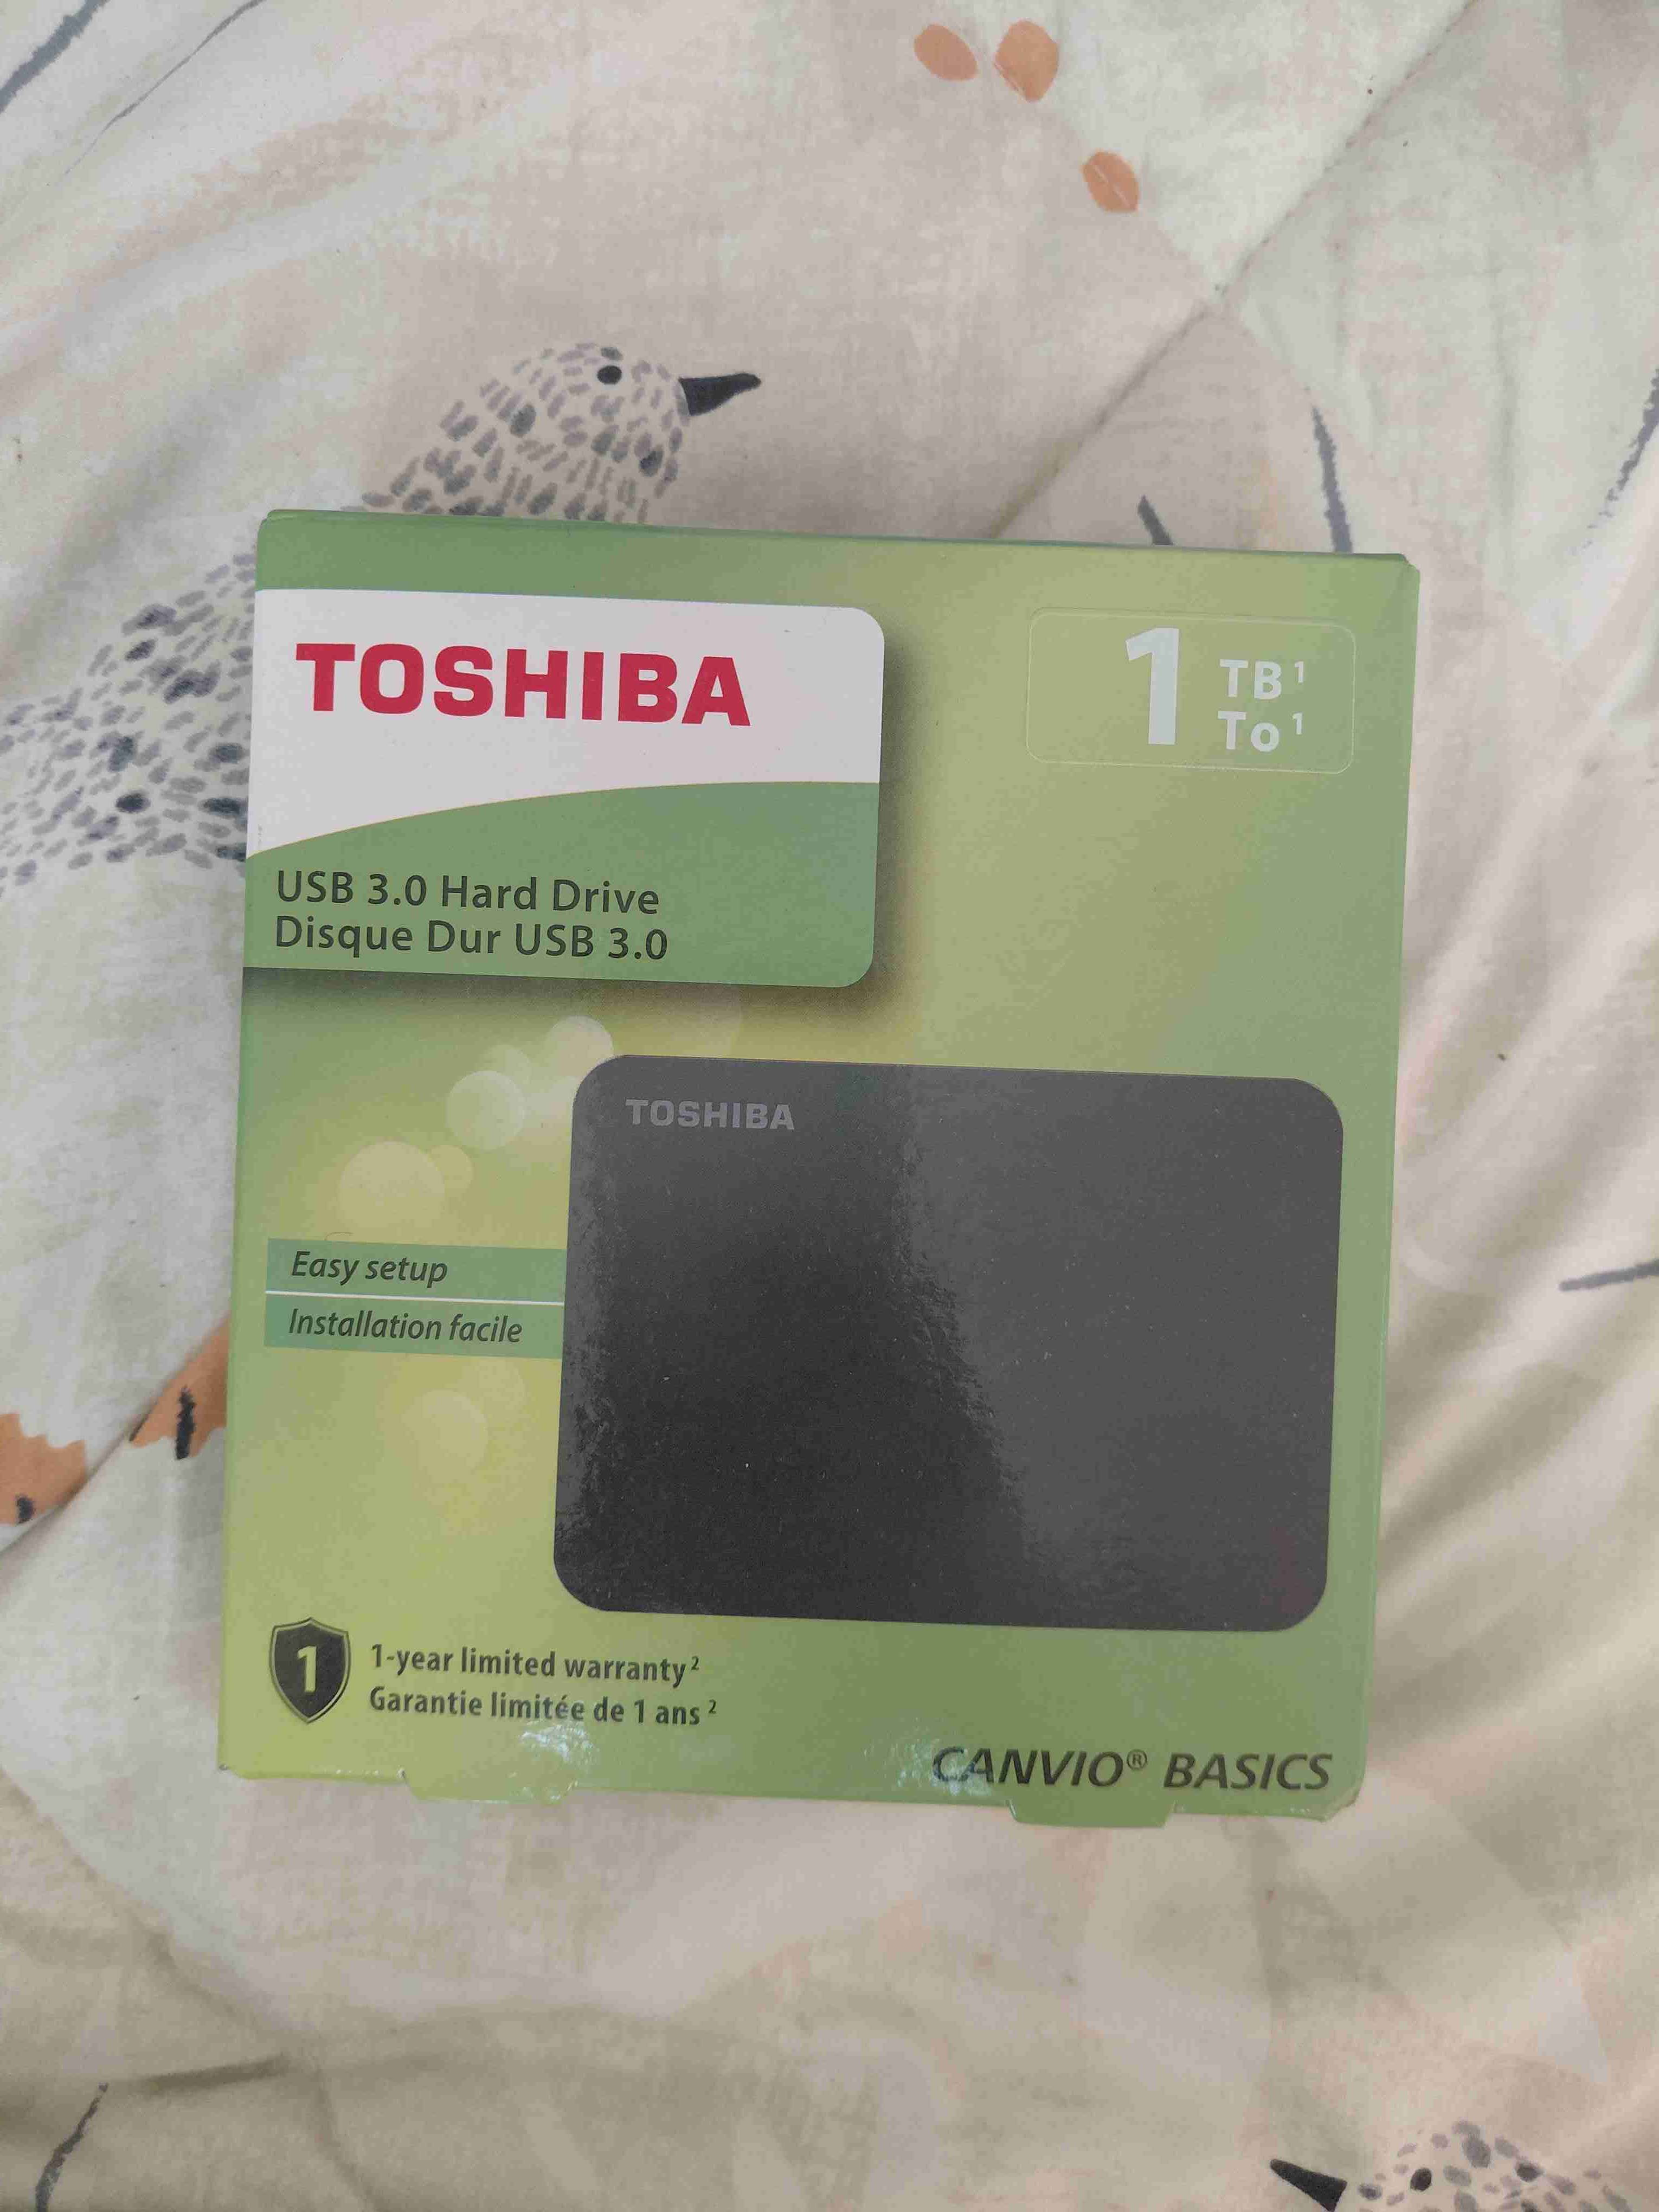 TOSHIBA
1 TB¹
To¹
USB 3.0 Hard Drive
Disque Dur USB 3.0
TOSHIBA
Easy setup
Installation facile
1
1-year limited warranty²
Garantie limitée de 1 ans²
CANVIO® BASICS